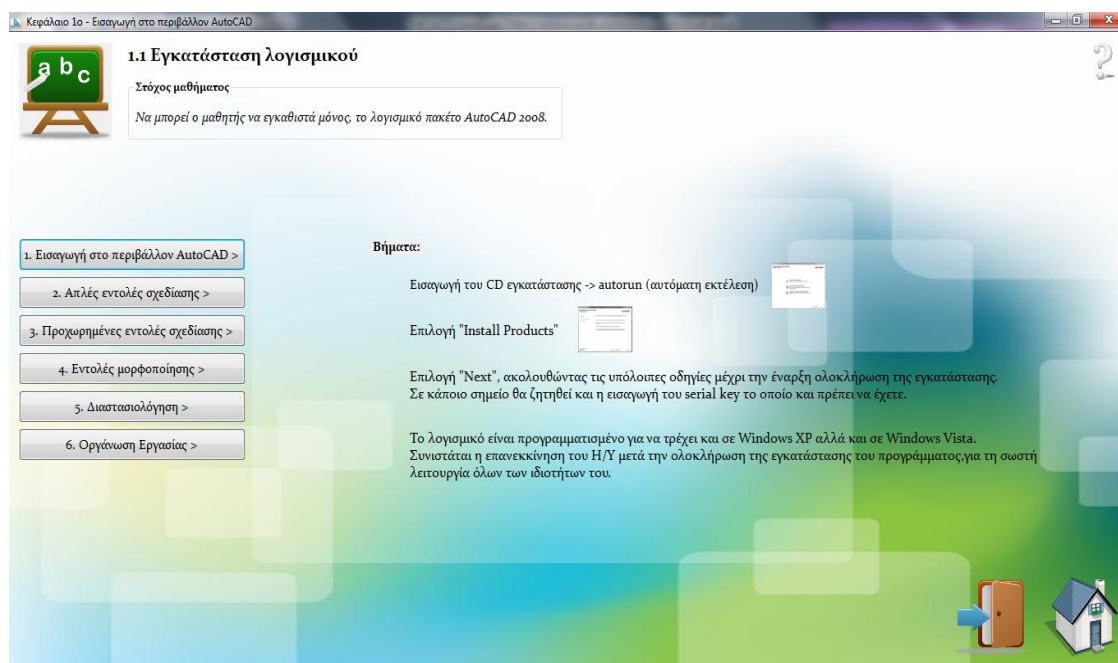 Κεφάλαιο 1ο - Εισαγωγή στο περιβάλλον AutoCAD
a b c
1.1 Εγκατάσταση λογισμικού
Στόχος μαθήματος
Να μπορεί ο μαθητής να εγκαθιστά μόνος, το λογισμικό πακέτο AutoCAD 2008.
1. Εισαγωγή στο περιβάλλον AutoCAD >
2. Απλές εντολές σχεδίασης >
3. Προχωρημένες εντολές σχεδίασης >
4. Εντολές μορφοποίησης >
5. Διαστασιολόγηση >
6. Οργάνωση Εργασίας >
Βήματα:
Εισαγωγή του CD εγκατάστασης -> autorun (αυτόματη εκτέλεση)
Επιλογή "Install Products"
Επιλογή "Next", ακολουθώντας τις υπόλοιπες οδηγίες μέχρι την έναρξη ολοκλήρωση της εγκατάστασης.
Σε κάποιο σημείο θα ζητηθεί και η εισαγωγή του serial key το οποίο και πρέπει να έχετε.
Το λογισμικό είναι προγραμματισμένο για να τρέχει και σε Windows XP αλλά και σε Windows Vista.
Συνιστάται η επανεκκίνηση του Η/Υ μετά την ολοκλήρωση της εγκατάστασης του προγράμματος,για τη σωστή
λειτουργία όλων των ιδιοτήτων του.